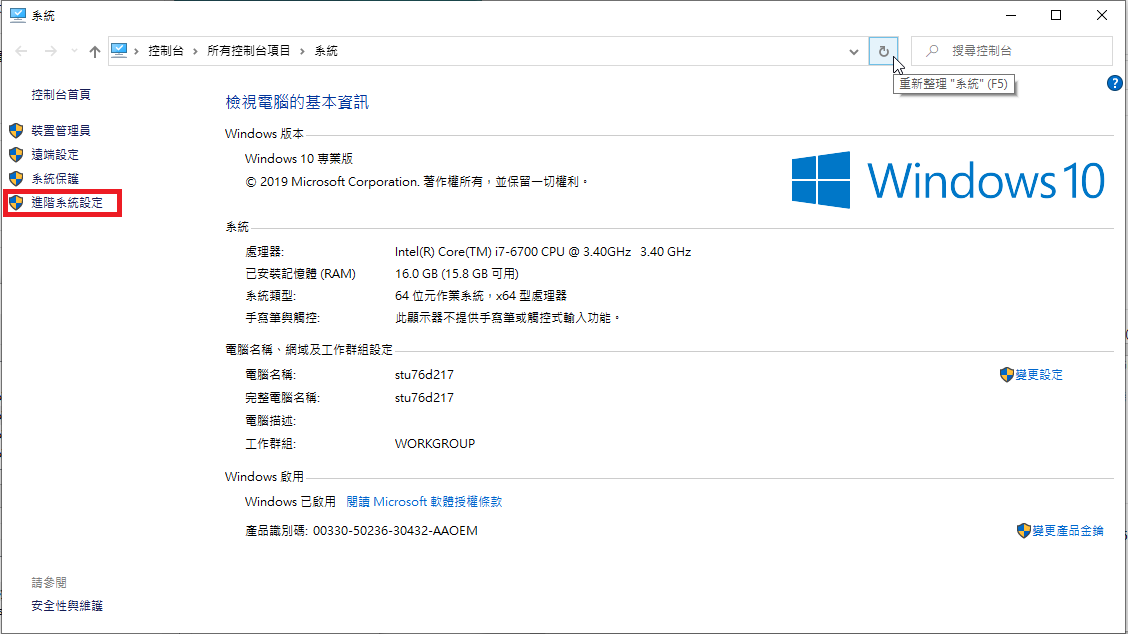 系統
控制台 › 所有控制台項目 › 系統
搜尋控制台
重新整理 "系統" (F5)
控制台首頁
裝置管理員
遠端設定
系統保護
進階系統設定
檢視電腦的基本資訊
Windows 版本
Windows 10 專業版
© 2019 Microsoft Corporation. 著作權所有，並保留一切權利。
Windows 10
系統
處理器: Intel(R) Core(TM) i7-6700 CPU @ 3.40GHz 3.40 GHz
已安裝記憶體 (RAM) 16.0 GB (15.8 GB 可用)
系統類型: 64 位元作業系統，x64 型處理器
手寫筆與觸控: 此顯示器不提供手寫筆或觸控式輸入功能。
電腦名稱、網域及工作群組設定
電腦名稱: stu76d217 變更設定
完整電腦名稱: stu76d217
電腦描述:
工作群組: WORKGROUP
Windows 啟用
Windows 已啟用 閱讀 Microsoft 軟體授權條款
產品識別碼: 00330-50236-30432-AAOEM 變更產品金鑰
請參閱
安全性與維護